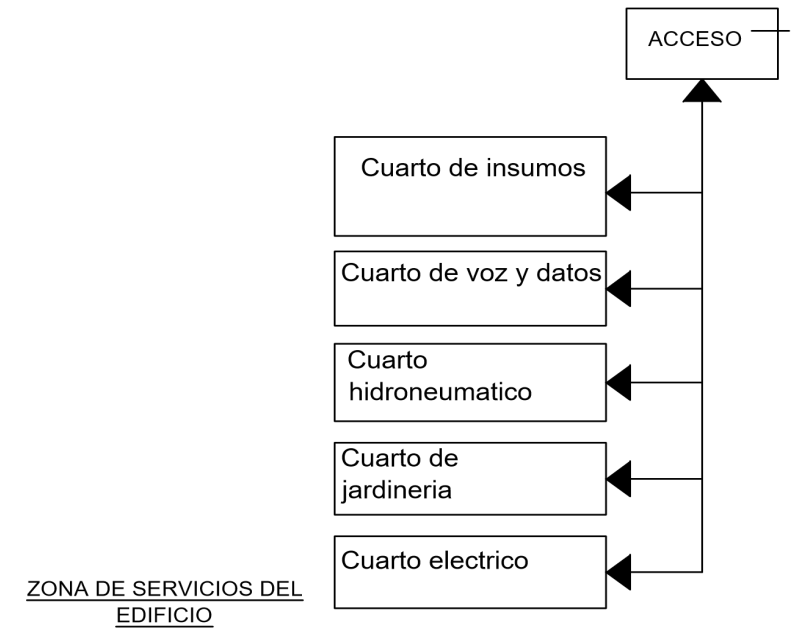 ACCESO
Cuarto de insumos
Cuarto de voz y datos
Cuarto
hidroneumatico
Cuarto de
jardineria
Cuarto electrico
ZONA DE SERVICIOS DEL
EDIFICIO